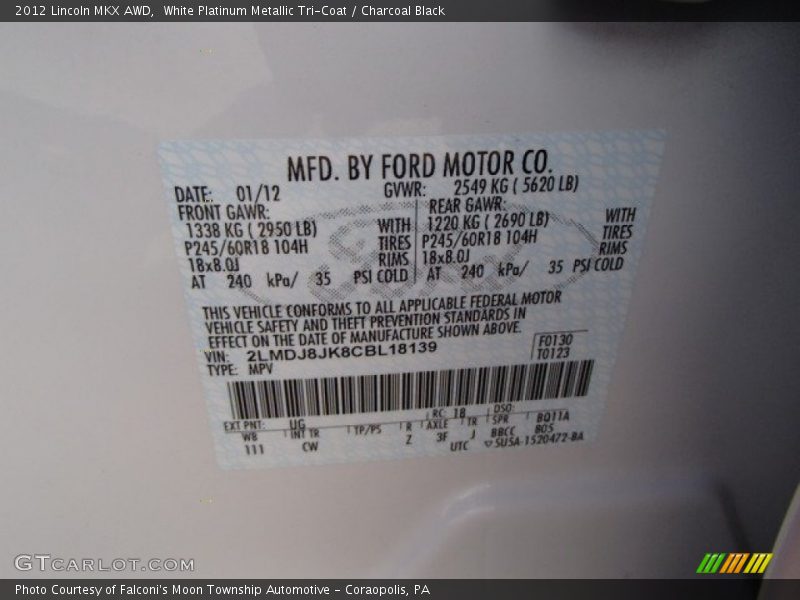 2012 Lincoln MKX AWD,  White Platinum Metallic Tri-Coat / Charcoal Black
MFD. BY FORD MOTOR CO.
DATE: 01/12 GVWR: 2549 KG ( 5620 LB)
FRONT GAWR: REAR GAWR:
1338 KG ( 2950 LB) WITH 1220 KG ( 2690 LB) WITH
P245/60R18 104H TIRES P245/60R18 104H TIRES
18x8.0J RIMS 18x8.0J RIMS
AT 240 kPa/ 35 PSI COLD AT 240 kPa/ 35 PSI COLD
THIS VEHICLE CONFORMS TO ALL APPLICABLE FEDERAL MOTOR
VEHICLE SAFETY AND THEFT PREVENTION STANDARDS IN
EFFECT ON THE DATE OF MANUFACTURE SHOWN ABOVE.
VIN: 2LMDJ8JK8CBL18139 F0130
TYPE: MPV T0123
EXT PNT: UG RC: 18 DSO:
WB INT TR TP/PS R AXLE TR SPR BQ11A
111 CW Z 3F J BBCC BOS
UTC ▽SU5A-1520472-BA
GTCARLOT.COM
Photo Courtesy of Falconi's Moon Township Automotive - Coraopolis, PA